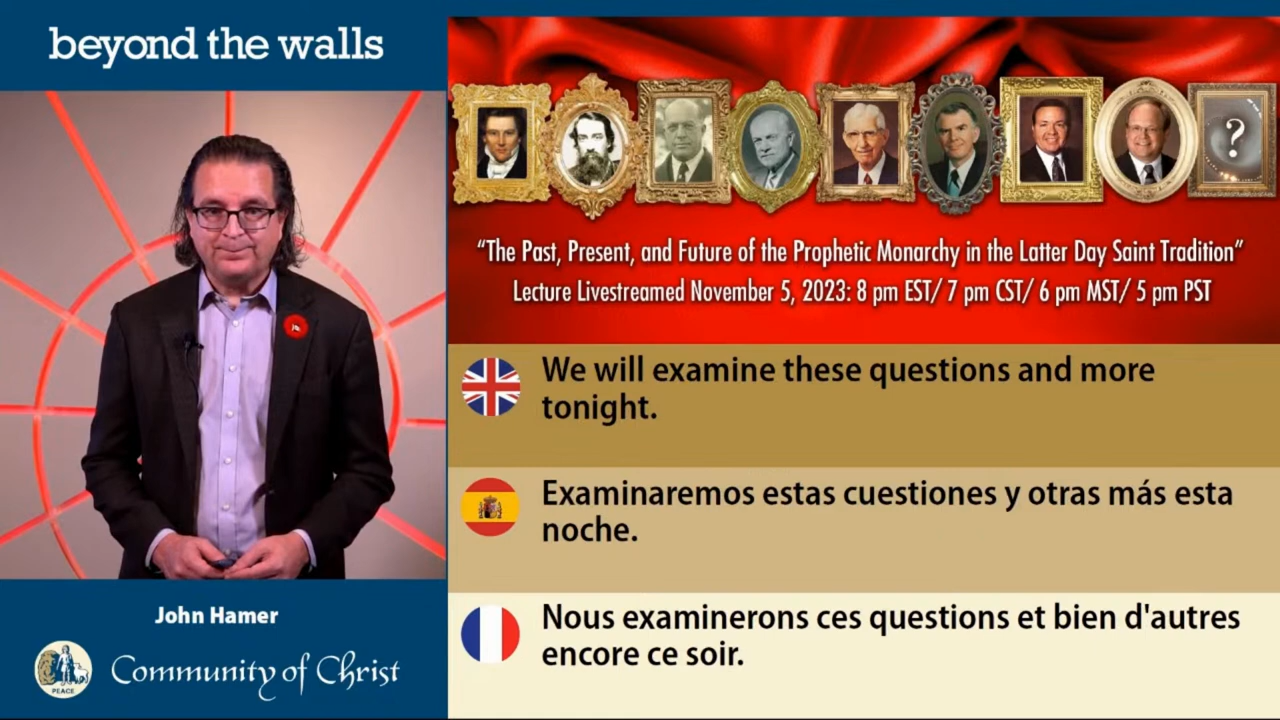 beyond the walls
?
“The Past, Present, and Future of the Prophetic Monarchy in the Latter Day Saint Tradition”
Lecture Livestreamed November 5, 2023: 8 pm EST/ 7 pm CST/ 6 pm MST/ 5 pm PST
We will examine these questions and more
tonight.
Examinaremos estas cuestiones y otras más esta
noche.
Nous examinerons ces questions et bien d'autres
encore ce soir.
John Hamer
Community of Christ
PEACE